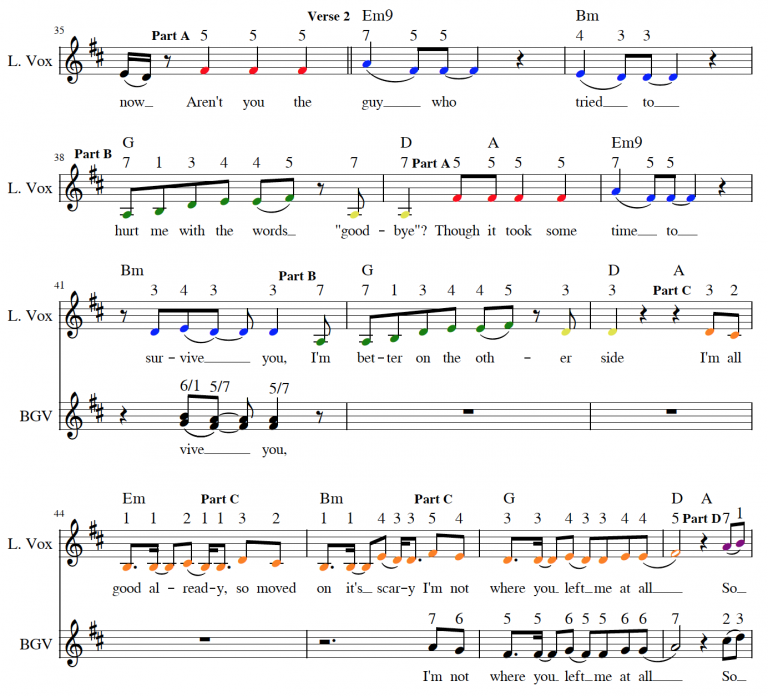 35 Part A Verse 2 Em9 Bm
5 5 5 7 5 5 4 3 3
L. Vox
now_ Aren't you the guy___ who tried___ to___
38 Part B G D Part A A Em9
7 1 3 4 4 5 7 7 5 5 5 5 7 5 5
L. Vox
hurt me with the words_ "good - bye"? Though it took some time___ to___
41 Bm Part B G D A Part C
3 4 3 3 7 7 1 3 4 4 5 3 3 3 2
L. Vox
sur - vive___ you, I'm bet - ter on the oth - er side I'm all
6/1 5/7 5/7
BGV
vive___ you,
44 Em Part C Bm Part C G D A Part D
1 1 2 1 1 3 2 1 1 4 3 3 5 4 3 3 4 3 3 4 4 5 7 1
L. Vox
good al - read - y, so moved on it's_ scar - y I'm not where you left_ me at all___ So_
7 6 5 5 6 5 5 6 6 7 2 3
BGV
I'm not where you left_ me at all___ So_